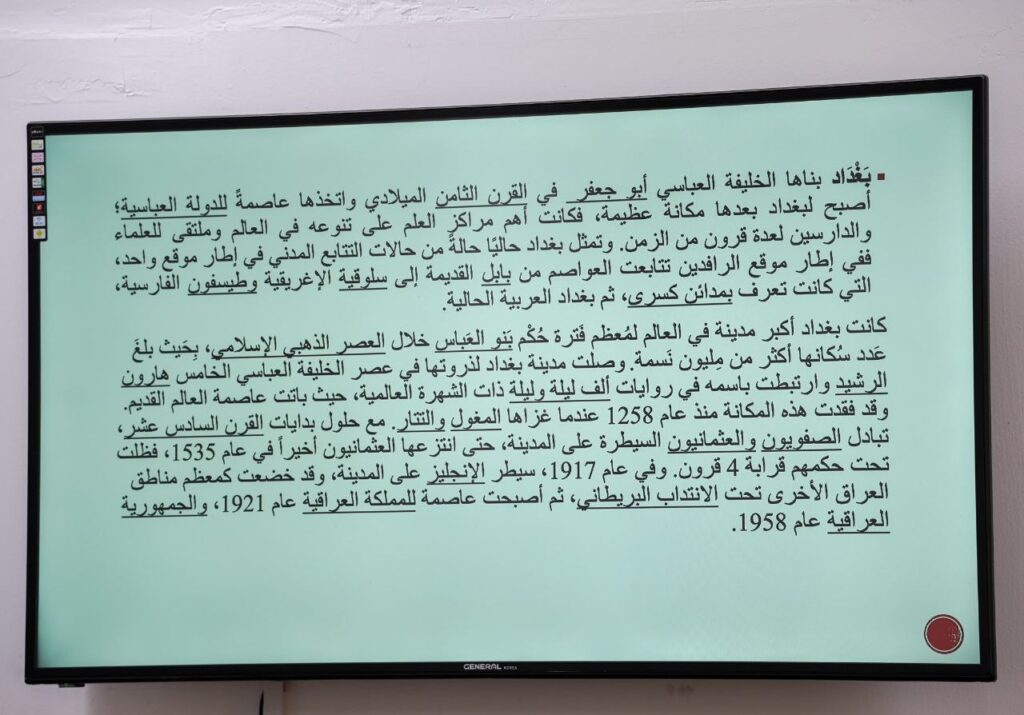 ▪ بَغْدَاد بناها الخليفة العباسي أبو جعفر في القرن الثامن الميلادي واتخذها عاصمةً للدولة العباسية؛
أصبح لبغداد بعدها مكانة عظيمة، فكانت أهم مراكز العلم على تنوعه في العالم وملتقى للعلماء
والدارسين لعدة قرون من الزمن. وتمثل بغداد حاليًا حالةً من حالات التتابع المدني في إطار موقع واحد،
ففي إطار موقع الرافدين تتابعت العواصم من بابل القديمة إلى سلوقية الإغريقية وطيسفون الفارسية،
التي كانت تعرف بمدائن كسرى، ثم بغداد العربية الحالية.
كانت بغداد أكبر مدينة في العالم لمُعظم فَترة حُكْم بَنو العَباس خلال العصر الذهبي الإسلامي، بِحَيث بلغَ
عَدد سُكانها أكثر من مِليون نَسمة. وصلت مدينة بغداد لذروتها في عصر الخليفة العباسي الخامس هارون
الرشيد وارتبطت باسمه في روايات ألف ليلة وليلة ذات الشهرة العالمية، حيث باتت عاصمة العالم القديم.
وقد فقدت هذه المكانة منذ عام 1258 عندما غزاها المغول والتتار. مع حلول بدايات القرن السادس عشر،
تبادل الصفويون والعثمانيون السيطرة على المدينة، حتى انتزعها العثمانيون أخيراً في عام 1535، فظلت
تحت حكمهم قرابة 4 قرون. وفي عام 1917، سيطر الإنجليز على المدينة، وقد خضعت كمعظم مناطق
العراق الأخرى تحت الانتداب البريطاني، ثم أصبحت عاصمة للمملكة العراقية عام 1921، والجمهورية
العراقية عام 1958.
GENERAL KOREA